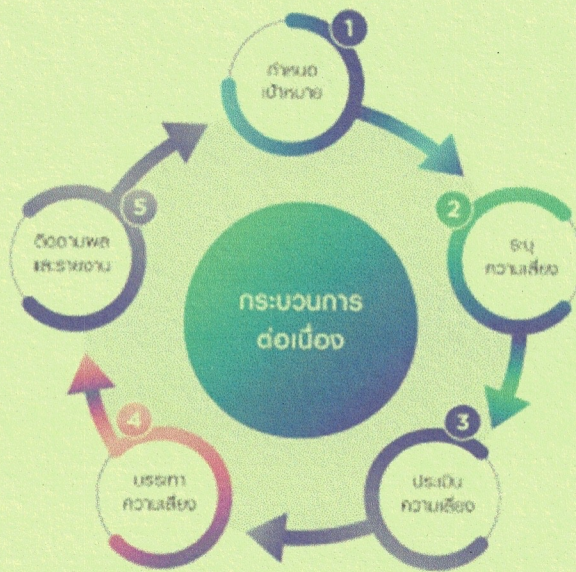 1
กำหนด
เป้าหมาย
2
ระบุ
ความเสี่ยง
3
ประเมิน
ความเสี่ยง
4
บรรเทา
ความเสี่ยง
5
ติดตามผล
และรายงาน
กระบวนการ
ต่อเนื่อง